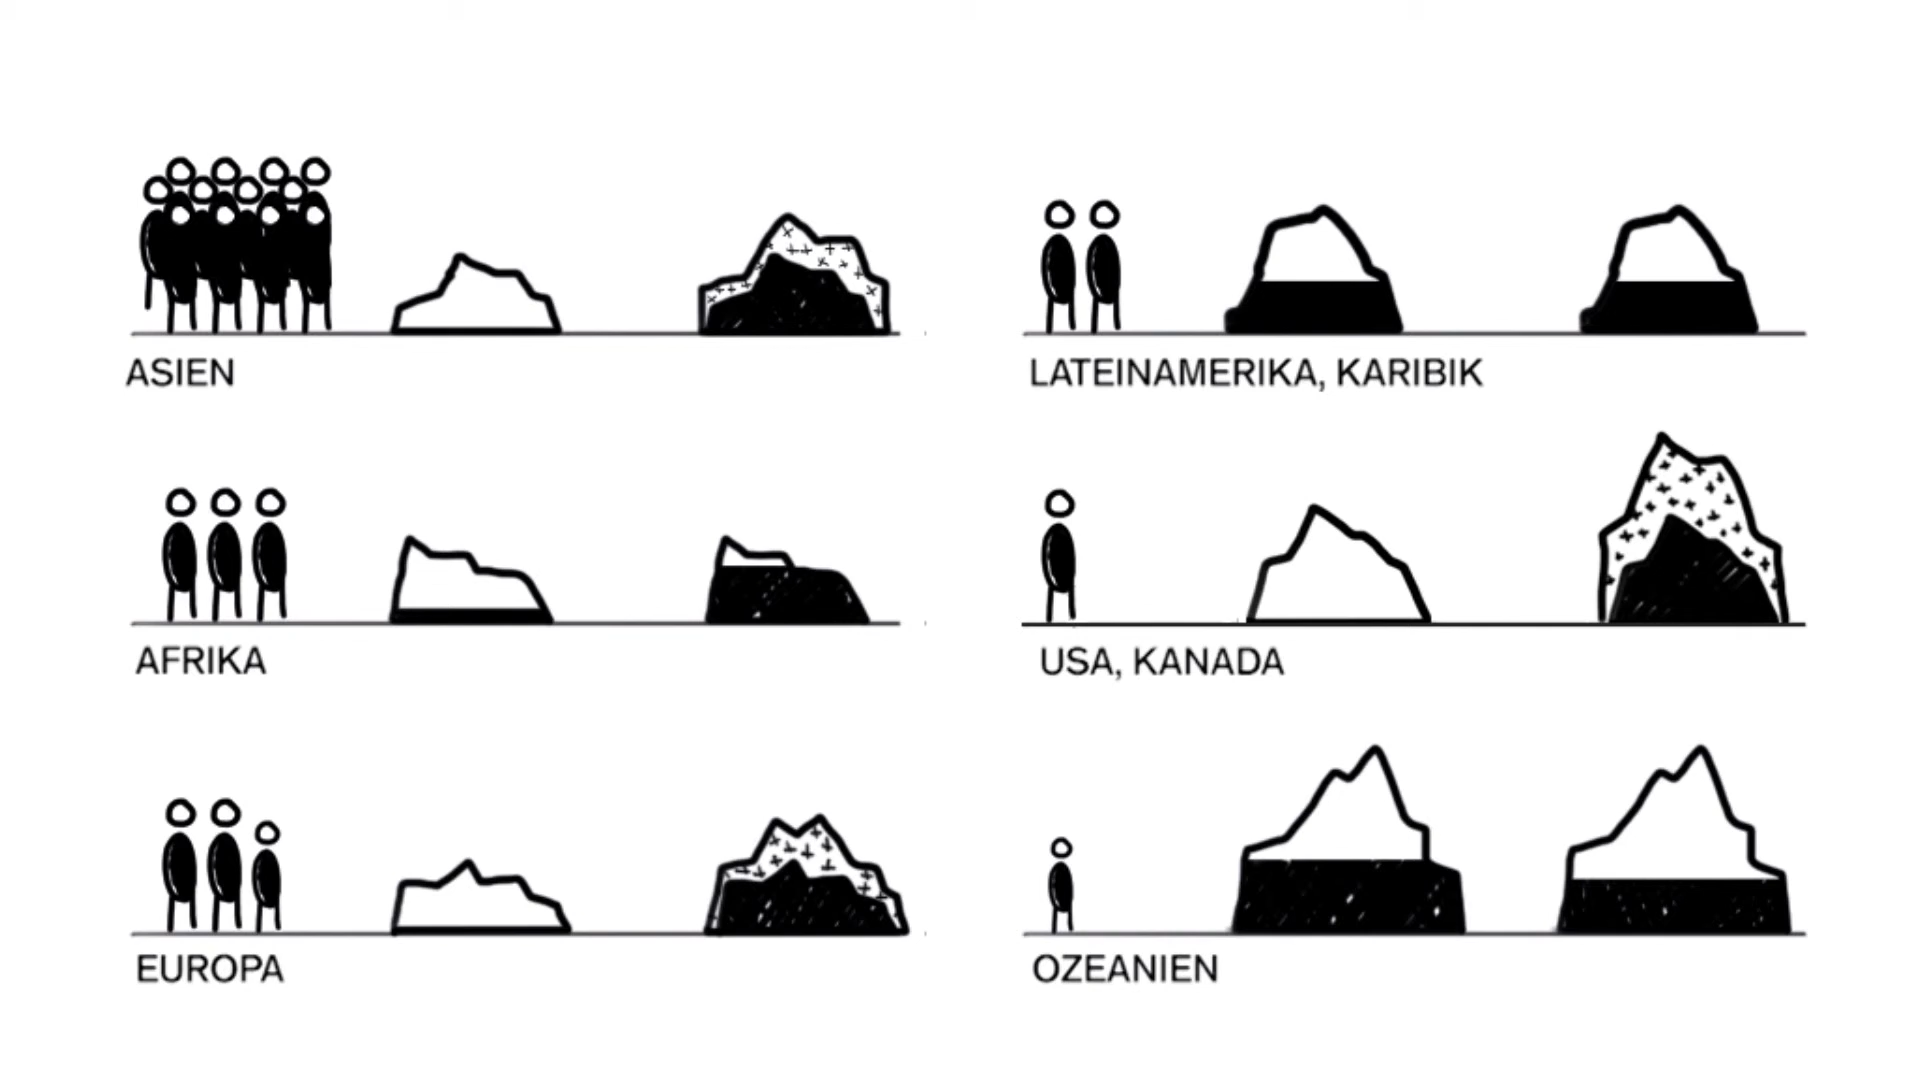 ASIEN
LATEINAMERIKA, KARIBIK
AFRIKA
USA, KANADA
EUROPA
OZEANIEN